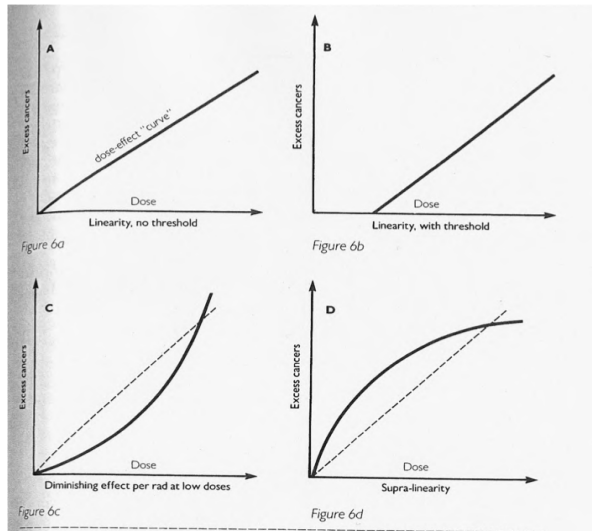 A
Excess cancers
dose-effect "curve"
Dose
Linearity, no threshold
Figure 6a
B
Excess cancers
Dose
Linearity, with threshold
Figure 6b
C
Excess cancers
Dose
Diminishing effect per rad at low doses
Figure 6c
D
Excess cancers
Dose
Supra-linearity
Figure 6d